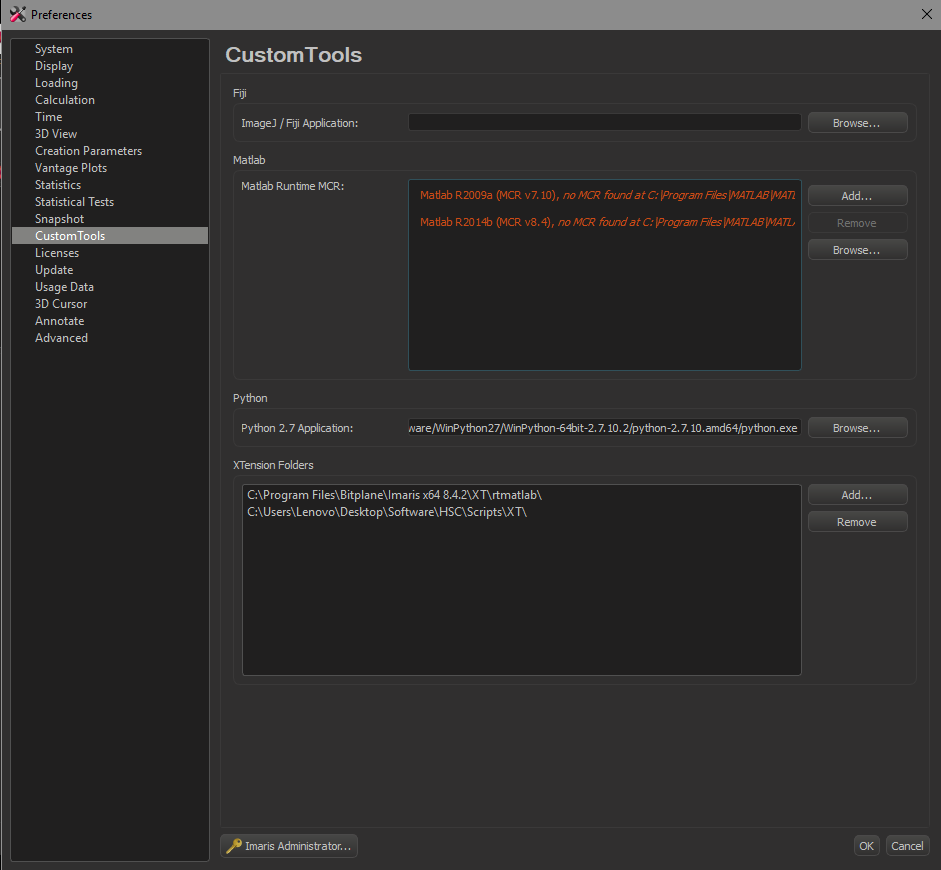 Preferences
System
Display
Loading
Calculation
Time
3D View
Creation Parameters
Vantage Plots
Statistics
Statistical Tests
Snapshot
CustomTools
Licenses
Update
Usage Data
3D Cursor
Annotate
Advanced
CustomTools
Fiji
ImageJ / Fiji Application:
Browse...
Matlab
Matlab Runtime MCR:
Matlab R2009a (MCR v7.10), no MCR found at C:\Program Files\MATLAB\MATL
Matlab R2014b (MCR v8.4), no MCR found at C:\Program Files\MATLAB\MATL
Add...
Remove
Browse...
Python
Python 2.7 Application:
ware/WinPython27/WinPython-64bit-2.7.10.2/python-2.7.10.amd64/python.exe
Browse...
XTension Folders
C:\Program Files\Bitplane\Imaris x64 8.4.2\XT\rtmatlab\
C:\Users\Lenovo\Desktop\Software\HSC\Scripts\XT\
Add...
Remove
Imaris Administrator...
OK
Cancel